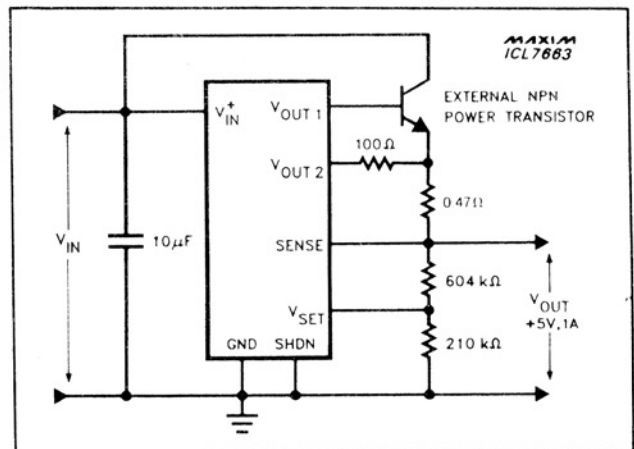 MAXIM
ICL7663
EXTERNAL NPN
POWER TRANSISTOR
V+IN
VOUT 1
100Ω
VOUT 2
0.47Ω
VIN
10μF
SENSE
604 kΩ
VSET
VOUT
+5V, 1A
210 kΩ
GND
SHDN